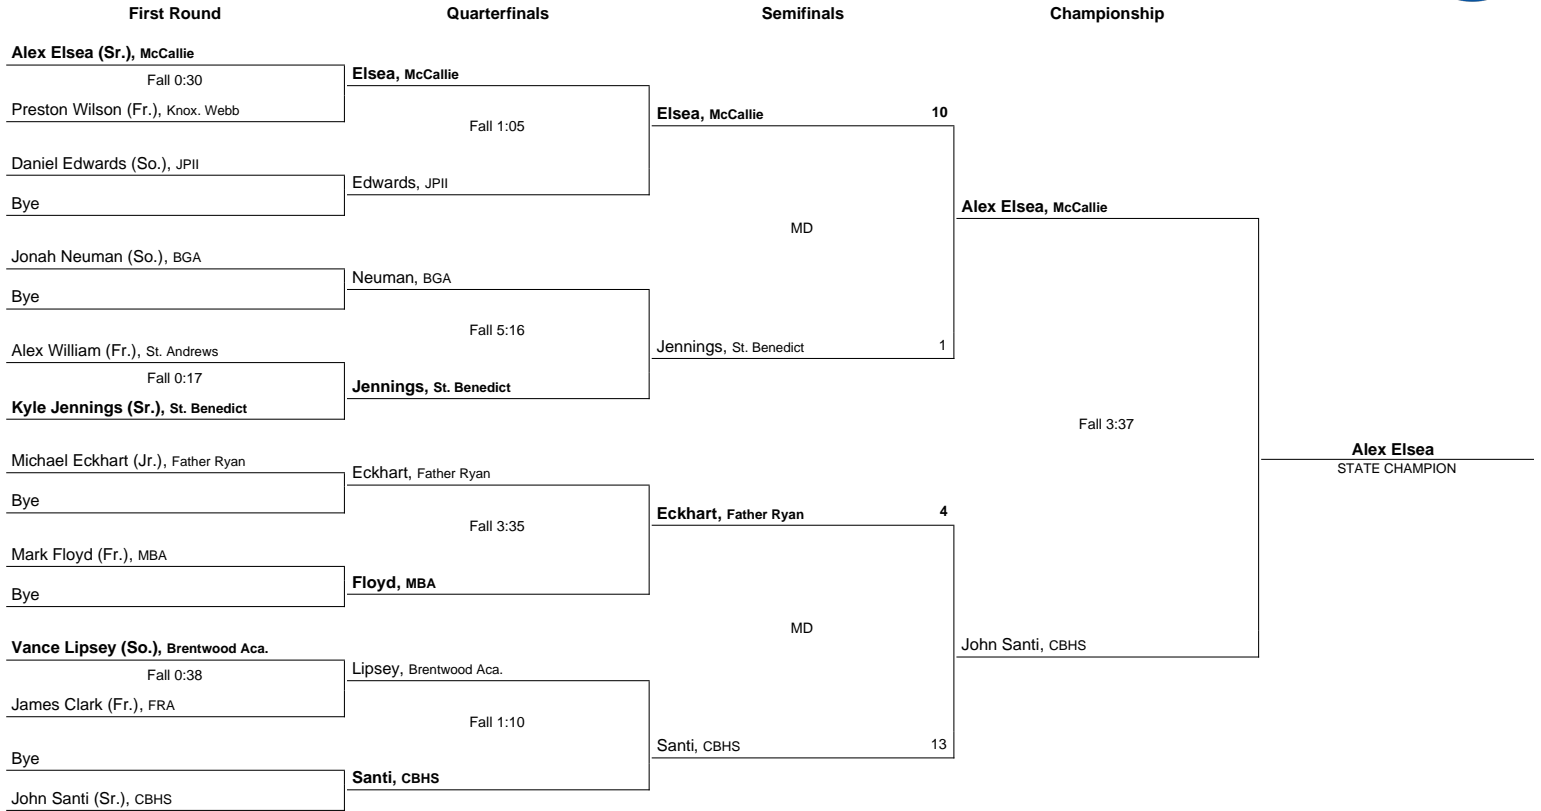 First Round Quarterfinals Semifinals Championship
Alex Elsea (Sr.), McCallie
Fall 0:30
Preston Wilson (Fr.), Knox. Webb
Daniel Edwards (So.), JPII
Bye
Jonah Neuman (So.), BGA
Bye
Alex William (Fr.), St. Andrews
Fall 0:17
Kyle Jennings (Sr.), St. Benedict
Michael Eckhart (Jr.), Father Ryan
Bye
Mark Floyd (Fr.), MBA
Bye
Vance Lipsey (So.), Brentwood Aca.
Fall 0:38
James Clark (Fr.), FRA
Bye
John Santi (Sr.), CBHS
Elsea, McCallie
Fall 1:05
Edwards, JPII
Neuman, BGA
Fall 5:16
Jennings, St. Benedict
Eckhart, Father Ryan
Fall 3:35
Floyd, MBA
Lipsey, Brentwood Aca.
Fall 1:10
Santi, CBHS
Elsea, McCallie 10
MD
Jennings, St. Benedict 1
Eckhart, Father Ryan 4
MD
Santi, CBHS 13
Alex Elsea, McCallie
Fall 3:37
John Santi, CBHS
Alex Elsea
STATE CHAMPION